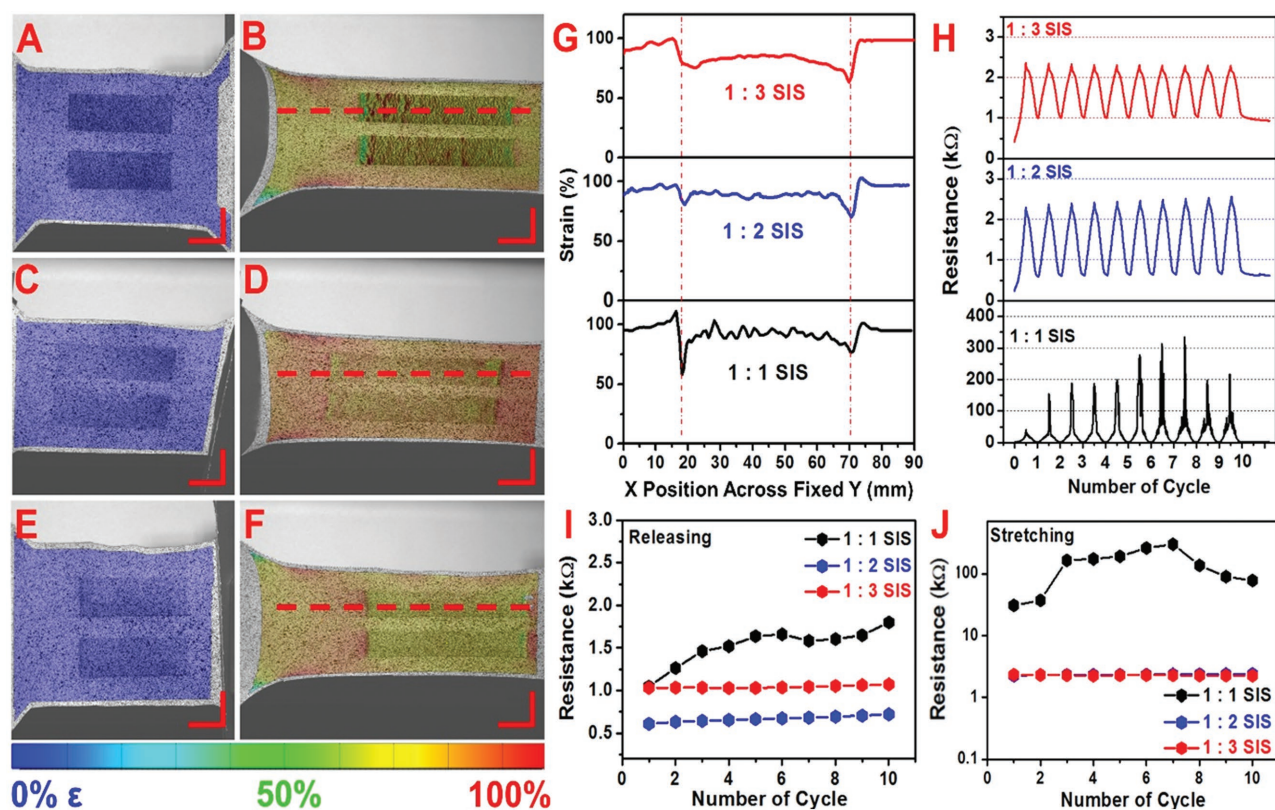 A
B
C
D
E
F
0% ε
50%
100%
G
Strain (%)
100
50
0
1 : 3 SIS
100
50
0
1 : 2 SIS
100
50
0
1 : 1 SIS
0 10 20 30 40 50 60 70 80 90
X Position Across Fixed Y (mm)
H
Resistance (kΩ)
1 : 3 SIS
3
2
1
0
1 : 2 SIS
3
2
1
0
1 : 1 SIS
400
300
200
100
0
0 1 2 3 4 5 6 7 8 9 10
Number of Cycle
I
Resistance (kΩ)
Releasing
1 : 1 SIS
1 : 2 SIS
1 : 3 SIS
3.0
2.5
2.0
1.5
1.0
0.5
0 2 4 6 8 10
Number of Cycle
J
Resistance (kΩ)
Stretching
100
10
1
0.1
1 : 1 SIS
1 : 2 SIS
1 : 3 SIS
0 2 4 6 8 10
Number of Cycle